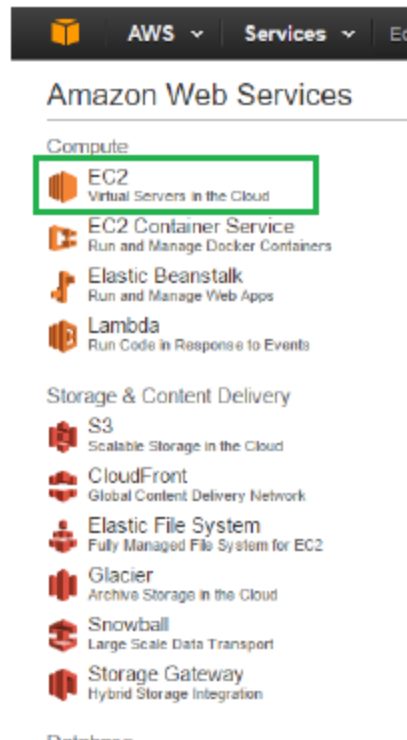 AWS Services Ed
Amazon Web Services
Compute
EC2
Virtual Servers in the Cloud
EC2 Container Service
Run and Manage Docker Containers
Elastic Beanstalk
Run and Manage Web Apps
Lambda
Run Code in Response to Events
Storage & Content Delivery
S3
Scalable Storage in the Cloud
CloudFront
Global Content Delivery Network
Elastic File System
Fully Managed File System for EC2
Glacier
Archive Storage in the Cloud
Snowball
Large Scale Data Transport
Storage Gateway
Hybrid Storage Integration